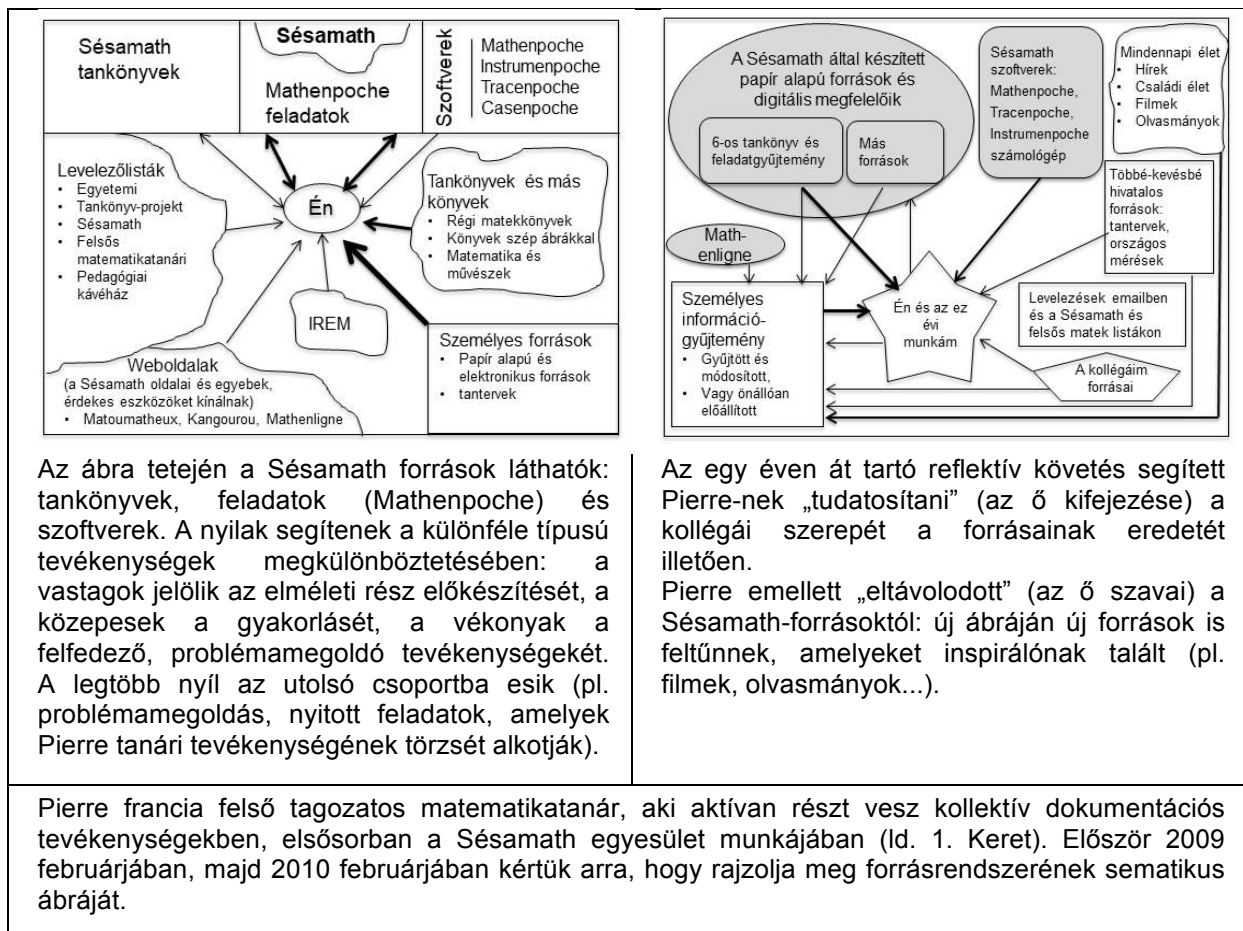 Sésamath
tankönyvek
Sésamath
Mathenpoche
feladatok
Szoftverek
Mathenpoche
Instrumenpoche
Tracenpoche
Casenpoche
Levelezőlisták
• Egyetemi
• Tankönyv-projekt
• Sésamath
• Felsős
matematikatanári
• Pedagógiai
kávéház
Én
Tankönyvek és más
könyvek
• Régi matekkönyvek
• Könyvek szép ábrákkal
• Matematika és
művészek
IREM
Weboldalak
(a Sésamath oldalai és egyebek,
érdekes eszközöket kínálnak)
• Matoumatheux, Kangourou, Mathenligne
Személyes források
• Papír alapú és
elektronikus források
• tantervek
A Sésamath által készített
papír alapú források és
digitális megfelelőik
6-os tankönyv és
feladatgyűjtemény
Más
források
Sésamath
szoftverek:
Mathenpoche,
Tracenpoche,
Instrumenpoche
számológép
Mindennapi élet
• Hírek
• Családi élet
• Filmek
• Olvasmányok
Többé-kevésbé
hivatalos
források:
tantervek,
országos
mérések
Math-
enligne
Személyes
információ-
gyűjtemény
• Gyűjtött és
módosított,
• Vagy önállóan
előállított
Én és az ez
évi
munkám
Levelezések emailben
és a Sésamath és
felsős matek listákon
A kollégáim
forrásai
Az ábra tetején a Sésamath források láthatók:
tankönyvek, feladatok (Mathenpoche) és
szoftverek. A nyilak segítenek a különféle típusú
tevékenységek megkülönböztetésében: a
vastagok jelölik az elméleti rész előkészítését, a
közepesek a gyakorlásét, a vékonyak a
felfedező, problémamegoldó tevékenységekét.
A legtöbb nyíl az utolsó csoportba esik (pl.
problémamegoldás, nyitott feladatok, amelyek
Pierre tanári tevékenységének törzsét alkotják).
Az egy éven át tartó reflektív követés segített
Pierre-nek „tudatosítani” (az ő kifejezése) a
kollégái szerepét a forrásainak eredetét
illetően.
Pierre emellett „eltávolodott” (az ő szavai) a
Sésamath-forrásoktól: új ábráján új források is
feltűnnek, amelyeket inspirálónak talált (pl.
filmek, olvasmányok...).
Pierre francia felső tagozatos matematikatanár, aki aktívan részt vesz kollektív dokumentációs
tevékenységekben, elsősorban a Sésamath egyesület munkájában (ld. 1. Keret). Először 2009
februárjában, majd 2010 februárjában kértük arra, hogy rajzolja meg forrásrendszerének sematikus
ábráját.